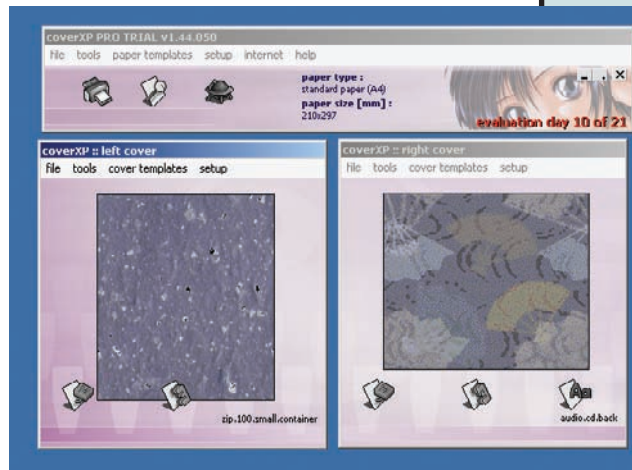 coverXP PRO TRIAL v1.44.050
file tools paper templates setup internet help
paper type :
standard paper (A4)
paper size [mm] :
210x297
evaluation day 10 of 21
coverXP :: left cover
file tools cover templates setup
zip.100.small.container
coverXP :: right cover
file tools cover templates setup
Aa
audio.cd.back